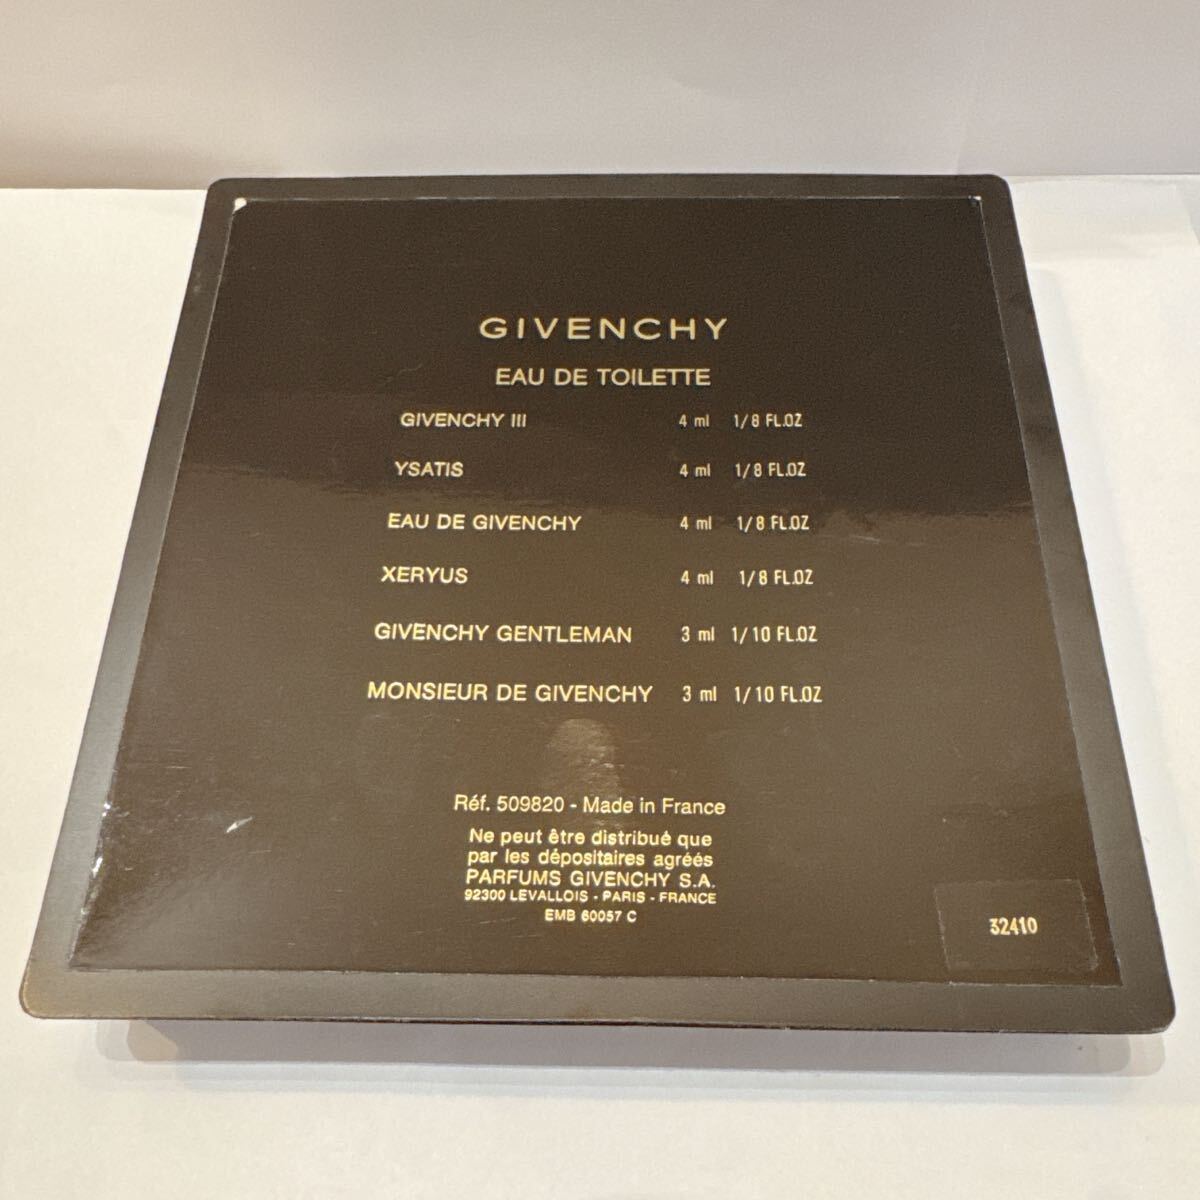 GIVENCHY
EAU DE TOILETTE
GIVENCHY III 4 ml 1/8 FL.OZ
YSATIS 4 ml 1/8 FL.OZ
EAU DE GIVENCHY 4 ml 1/8 FL.OZ
XERYUS 4 ml 1/8 FL.OZ
GIVENCHY GENTLEMAN 3 ml 1/10 FL.OZ
MONSIEUR DE GIVENCHY 3 ml 1/10 FL.OZ
Réf. 509820 - Made in France
Ne peut être distribué que
par les dépositaires agréés
PARFUMS GIVENCHY S.A.
92300 LEVALLOIS - PARIS - FRANCE
EMB 60057 C
32410